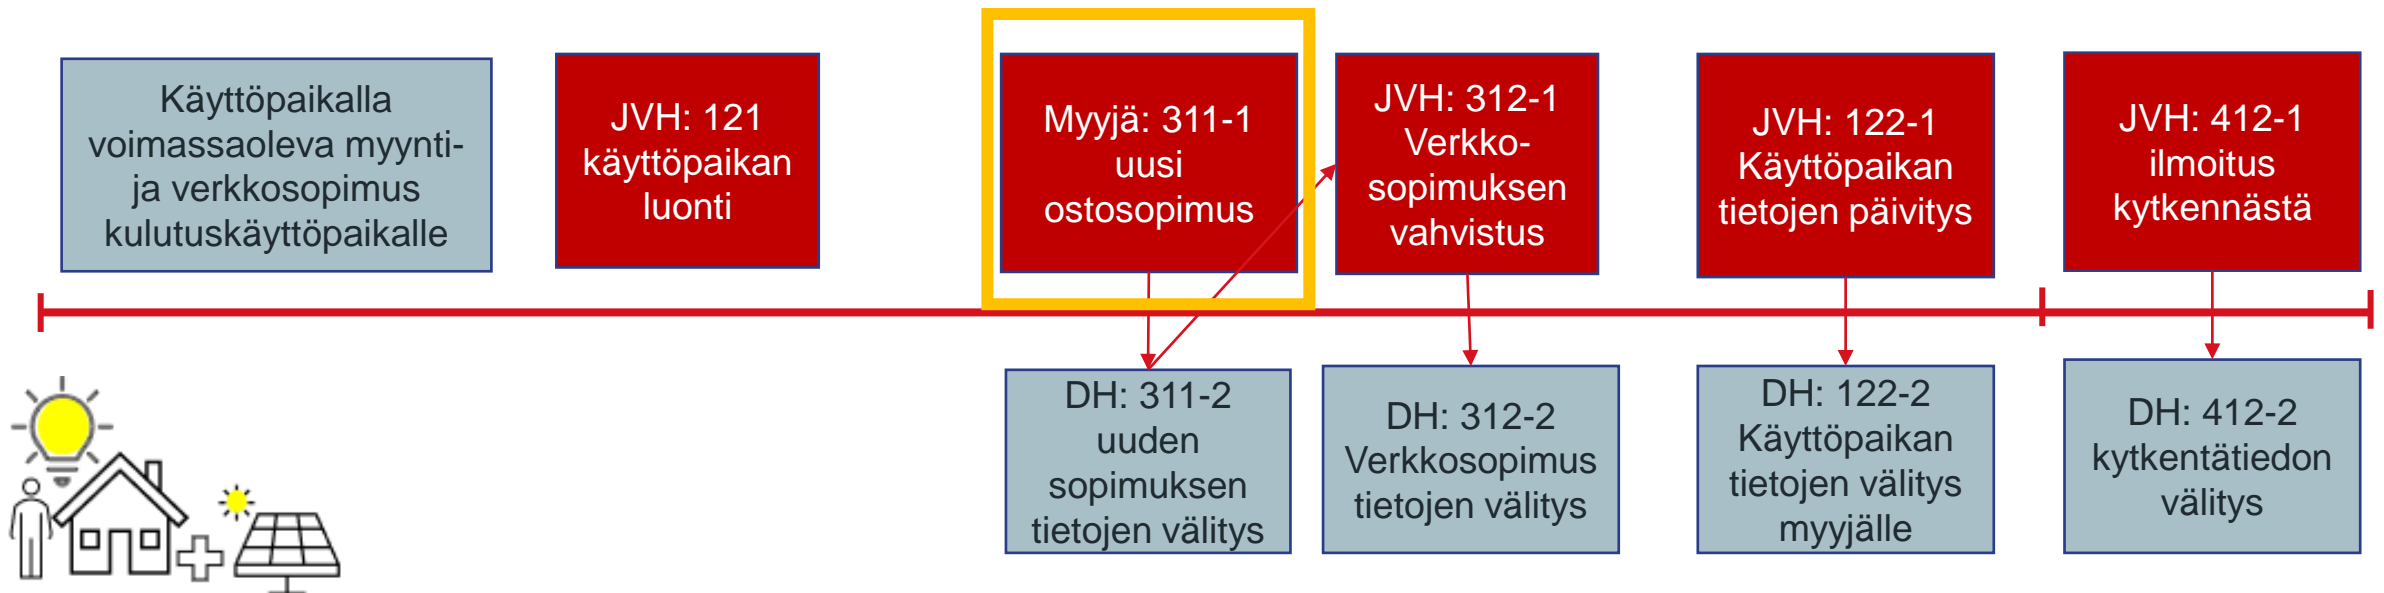 Käyttöpaikalla
voimassaoleva myynti-
ja verkkosopimus
kulutuskäyttöpaikalle
JVH: 121
käyttöpaikan
luonti
Myyjä: 311-1
uusi
ostosopimus
JVH: 312-1
Verkko-
sopimuksen
vahvistus
JVH: 122-1
Käyttöpaikan
tietojen päivitys
JVH: 412-1
ilmoitus
kytkennästä
DH: 311-2
uuden
sopimuksen
tietojen välitys
DH: 312-2
Verkkosopimus
tietojen välitys
DH: 122-2
Käyttöpaikan
tietojen välitys
myyjälle
DH: 412-2
kytkentätiedon
välitys